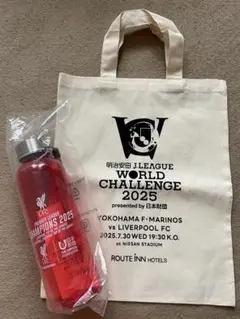 LFC
CHAMPIONS 2025
明治安田 J.LEAGUE
WORLD
CHALLENGE
2025
presented by 日本財団
YOKOHAMA F・MARINOS
vs LIVERPOOL FC
2025.7.30 WED 19:30 K.O.
at NISSAN STADIUM
ROUTE INN HOTELS